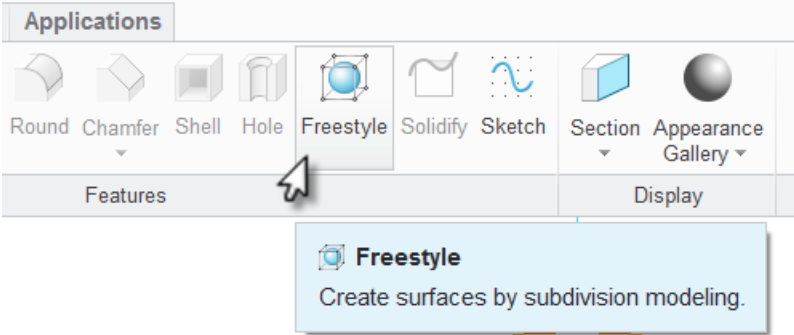 Applications
Round Chamfer Shell Hole Freestyle Solidify Sketch Section Appearance
Gallery
Features Display
Freestyle
Create surfaces by subdivision modeling.